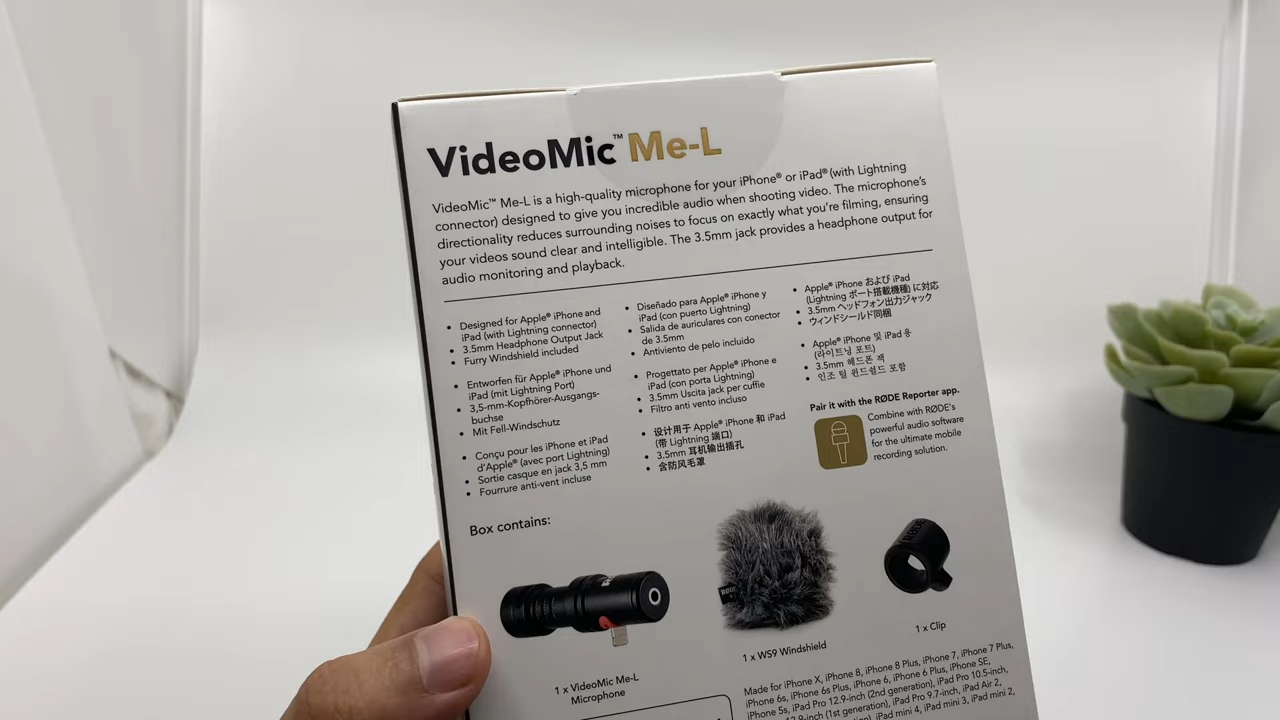 VideoMic™ Me-L
VideoMic™ Me-L is a high-quality microphone for your iPhone® or iPad® (with Lightning
connector) designed to give you incredible audio when shooting video. The microphone's
directionality reduces surrounding noises to focus on exactly what you're filming, ensuring
your videos sound clear and intelligible. The 3.5mm jack provides a headphone output for
audio monitoring and playback.
• Designed for Apple® iPhone and
iPad (with Lightning connector)
• 3.5mm Headphone Output Jack
• Furry Windshield included
• Entworfen für Apple® iPhone und
iPad (mit Lightning Port)
• 3,5-mm-Kopfhörer-Ausgangs-
buchse
• Mit Fell-Windschutz
• Conçu pour les iPhone et iPad
d'Apple® (avec port Lightning)
• Sortie casque en jack 3,5 mm
• Fourrure anti-vent incluse
• Diseñado para Apple® iPhone y
iPad (con puerto Lightning)
• Salida de auriculares con conector
de 3.5mm
• Antiviento de pelo incluido
• Progettato per Apple® iPhone e
iPad (con porta Lightning)
• 3.5mm Uscita jack per cuffie
• Filtro anti vento incluso
• 设计用于 Apple® iPhone 和 iPad
(带 Lightning 端口)
• 3.5mm 耳机输出插孔
• 含防风毛罩
• Apple® iPhone および iPad
(Lightning ポート搭載機種) に対応
• 3.5mm ヘッドフォン出力ジャック
• ウィンドシールド同梱
• Apple® iPhone 및 iPad 용
(라이트닝 포트)
• 3.5mm 헤드폰 잭
• 인조 털 윈드쉴드 포함
Pair it with the RØDE Reporter app.
Combine with RØDE's
powerful audio software
for the ultimate mobile
recording solution.
Box contains:
RØDE
RØDE
1 x VideoMic Me-L
Microphone
1 x WS9 Windshield
1 x Clip
Made for iPhone X, iPhone 8, iPhone 8 Plus, iPhone 7, iPhone 7 Plus,
iPhone 6s, iPhone 6s Plus, iPhone 6, iPhone 6 Plus, iPhone SE,
iPhone 5s, iPad Pro 12.9-inch (2nd generation), iPad Pro 10.5-inch,
12.9-inch (1st generation), iPad Pro 9.7-inch, iPad Air 2,
iPad mini 4, iPad mini 3, iPad mini 2,